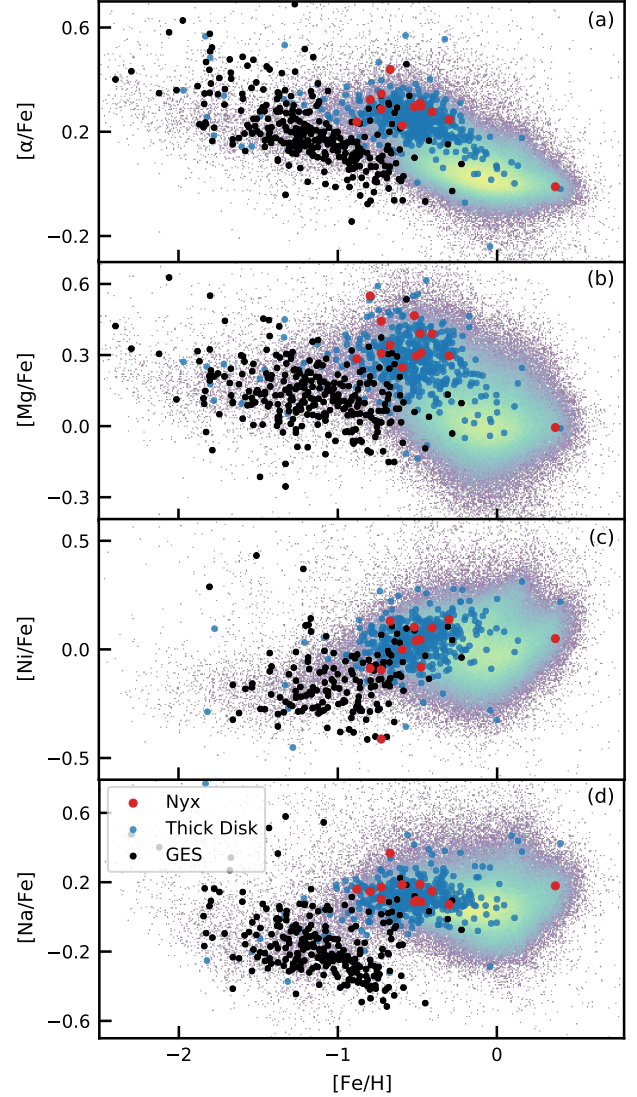 (a)
0.6
0.2
−0.2
[α/Fe]
(b)
0.6
0.3
0.0
−0.3
[Mg/Fe]
(c)
0.5
0.0
−0.5
[Ni/Fe]
(d)
Nyx
Thick Disk
GES
0.6
0.2
−0.2
−0.6
[Na/Fe]
−2 −1 0
[Fe/H]